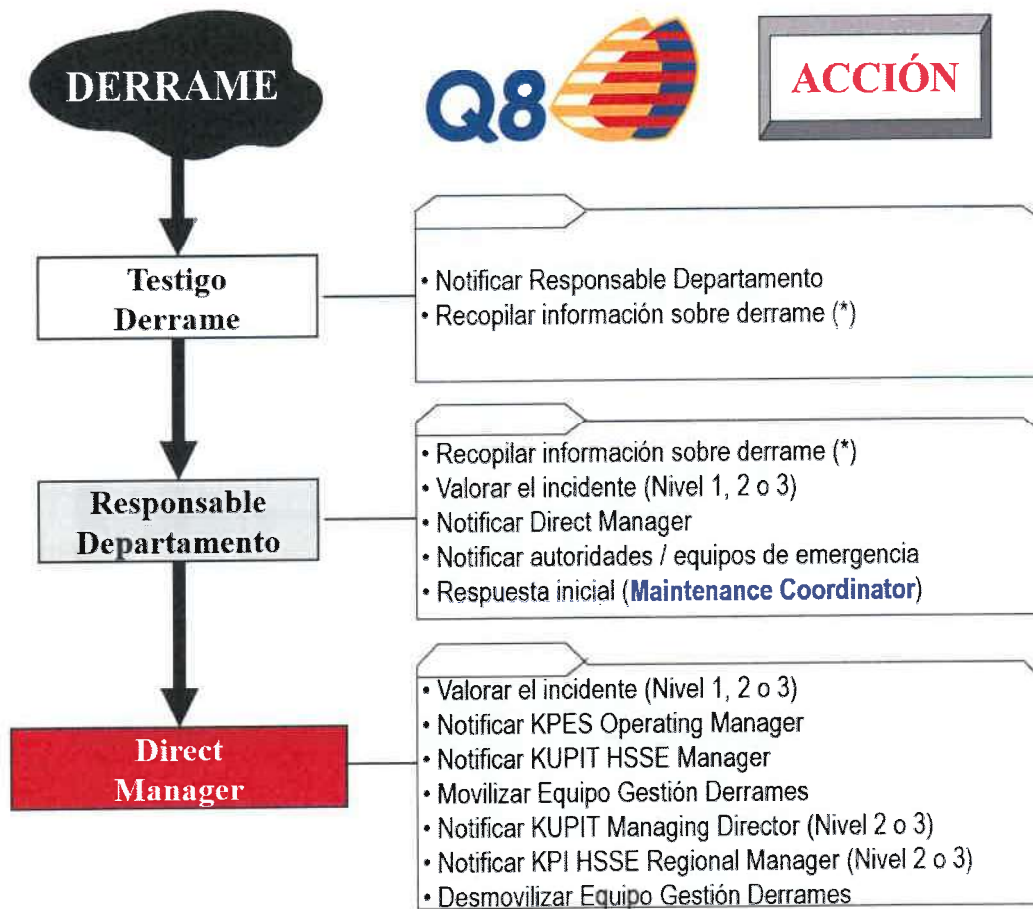 DERRAME
Q8
ACCIÓN
Testigo
Derrame
• Notificar Responsable Departamento
• Recopilar información sobre derrame (*)
Responsable
Departamento
• Recopilar información sobre derrame (*)
• Valorar el incidente (Nivel 1, 2 o 3)
• Notificar Direct Manager
• Notificar autoridades / equipos de emergencia
• Respuesta inicial (Maintenance Coordinator)
Direct
Manager
• Valorar el incidente (Nivel 1, 2 o 3)
• Notificar KPES Operating Manager
• Notificar KUPIT HSSE Manager
• Movilizar Equipo Gestión Derrames
• Notificar KUPIT Managing Director (Nivel 2 o 3)
• Notificar KPI HSSE Regional Manager (Nivel 2 o 3)
• Desmovilizar Equipo Gestión Derrames